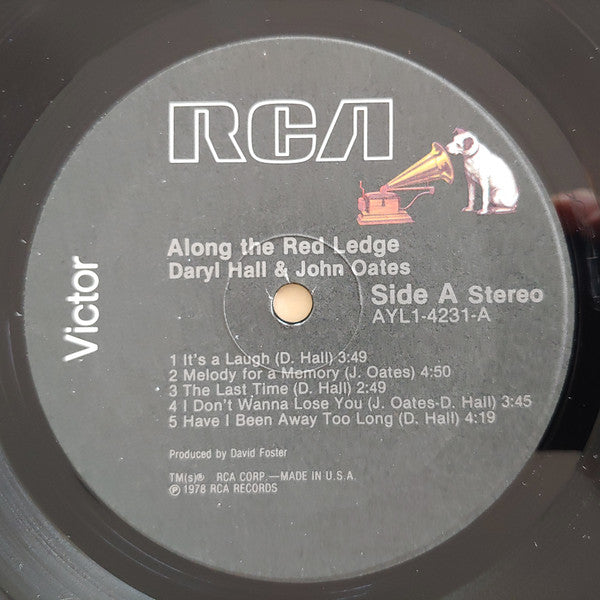 RCA
Victor
Along the Red Ledge
Daryl Hall & John Oates
Side A Stereo
AYL1-4231-A
1 It's a Laugh (D. Hall) 3:49
2 Melody for a Memory (J. Oates) 4:50
3 The Last Time (D. Hall) 2:49
4 I Don't Wanna Lose You (J. Oates-D. Hall) 3:45
5 Have I Been Away Too Long (D. Hall) 4:19
Produced by David Foster
TM(s)® RCA CORP.—MADE IN U.S.A.
℗ 1978 RCA RECORDS